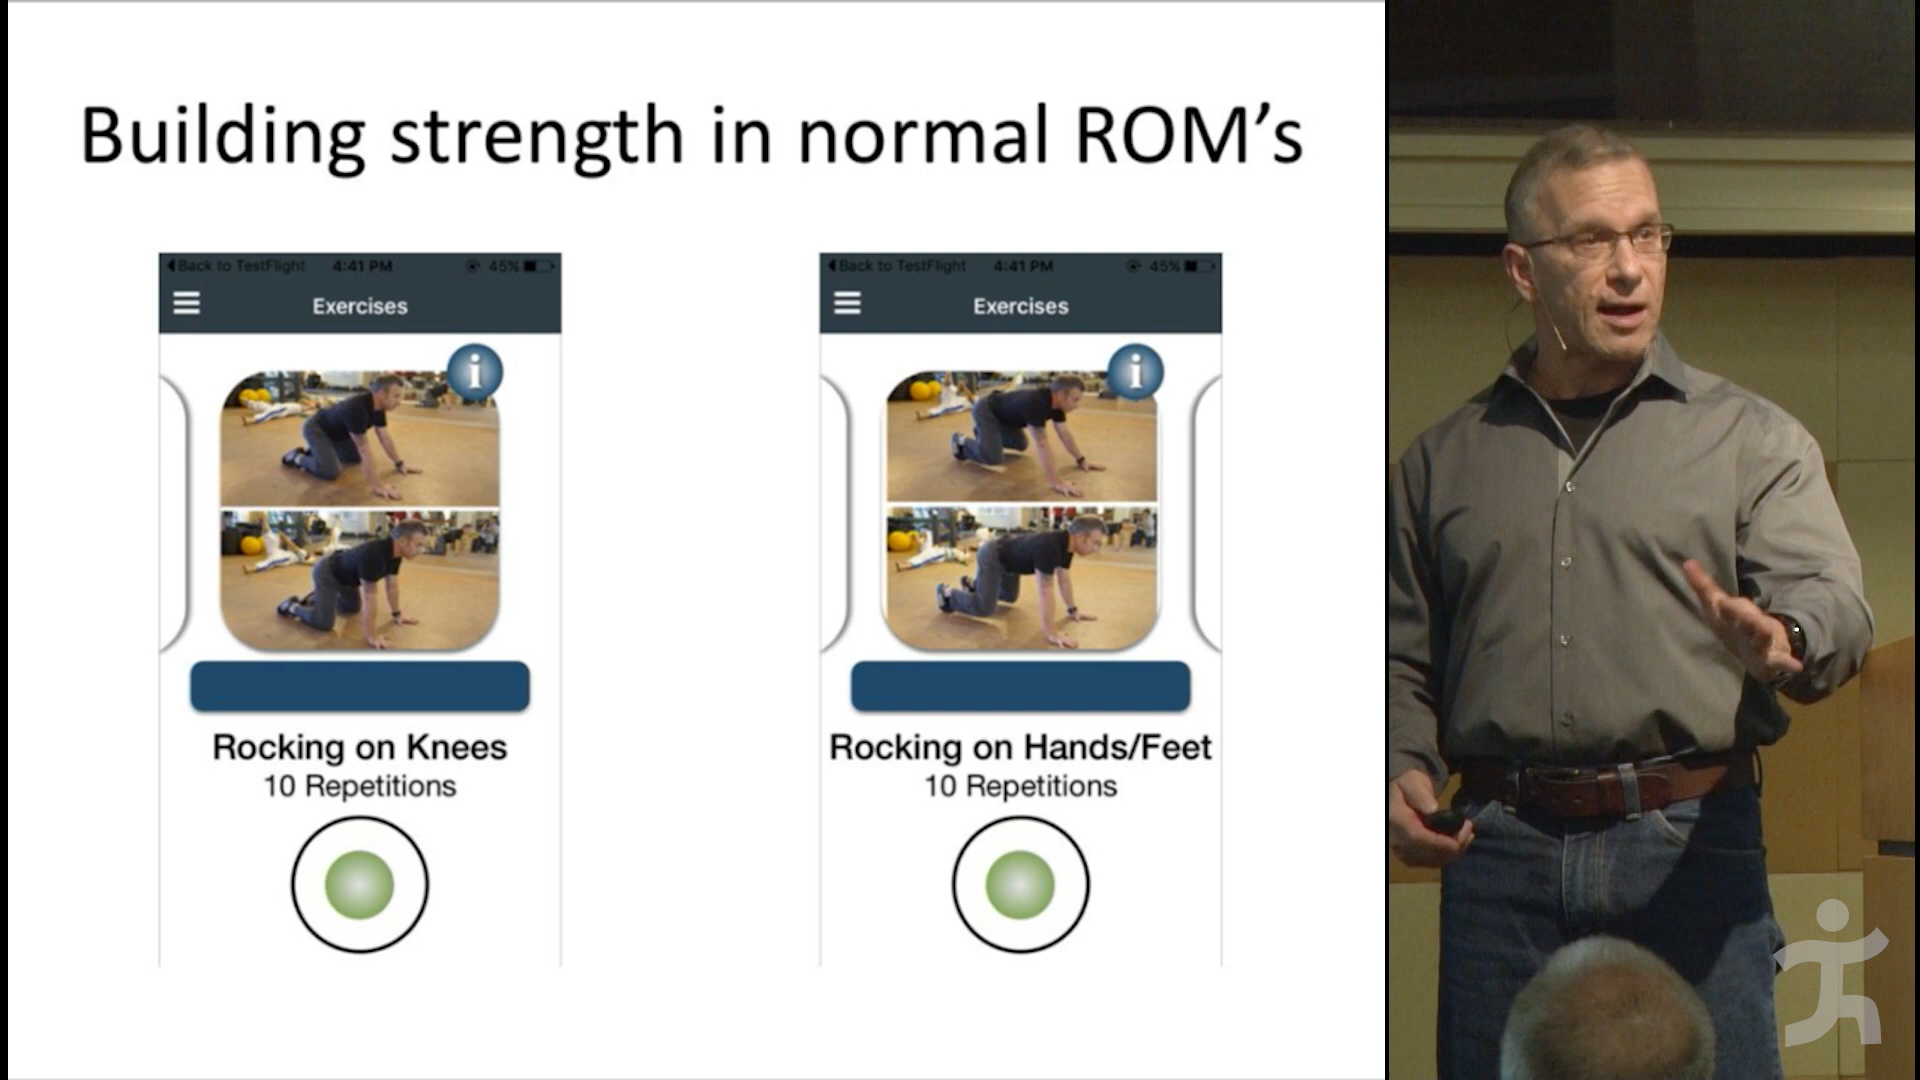 Building strength in normal ROM's
Back to TestFlight 4:41 PM 45%
Exercises
i
Rocking on Knees
10 Repetitions
Back to TestFlight 4:41 PM 45%
Exercises
i
Rocking on Hands/Feet
10 Repetitions